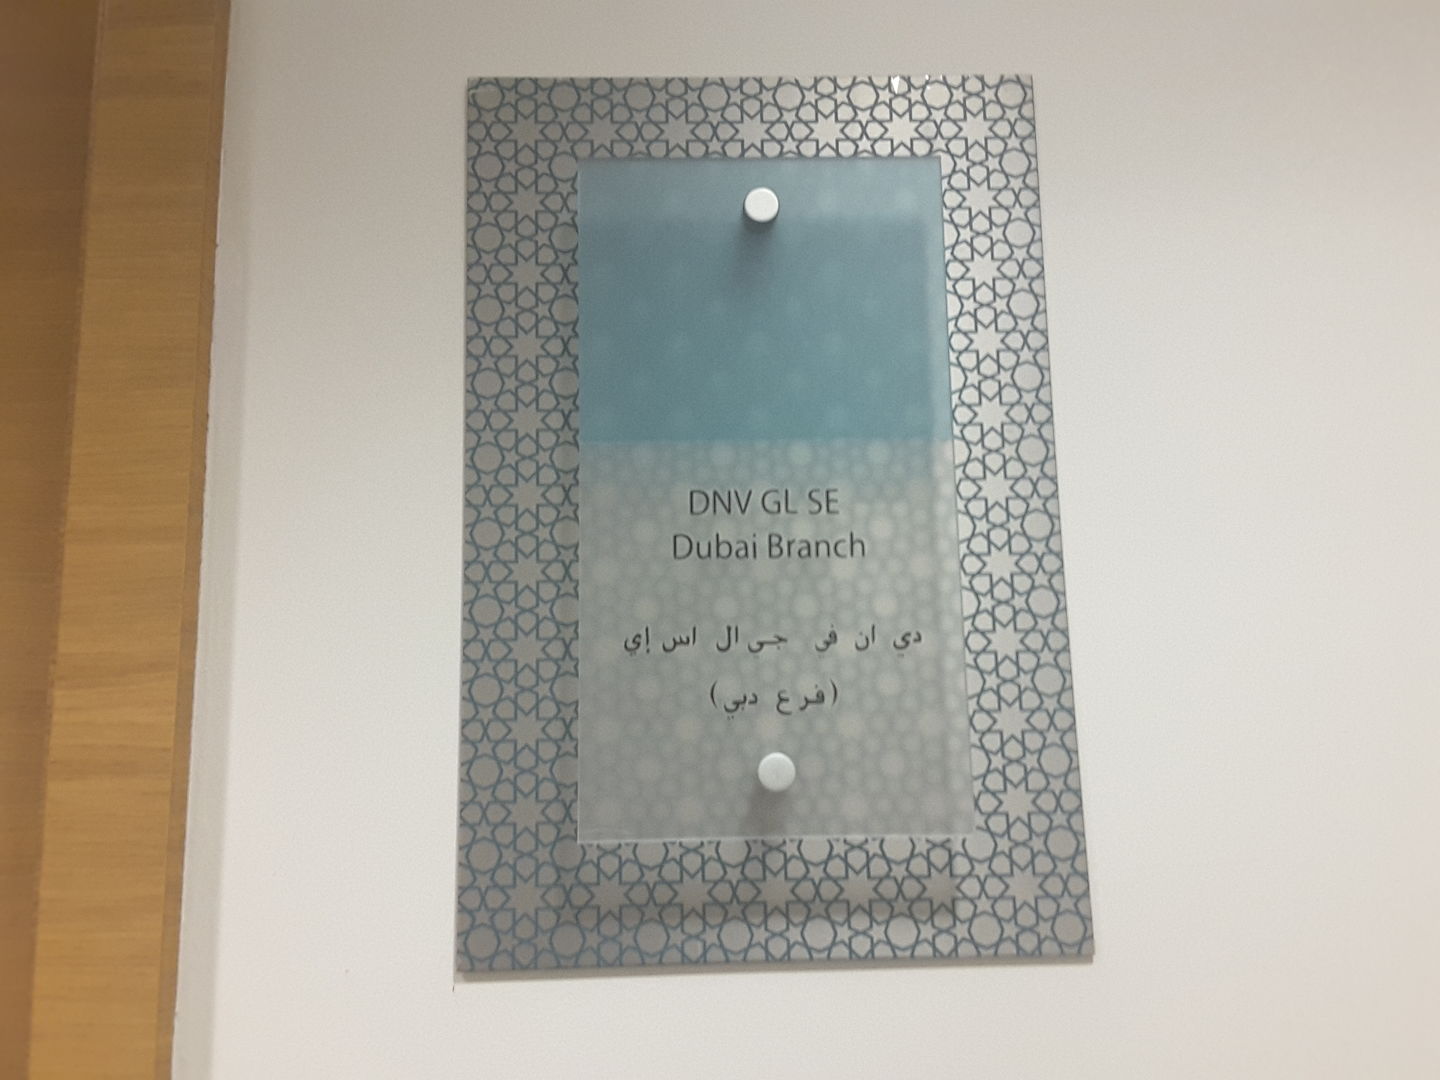 DNV GL SE
Dubai Branch
دي ان في جي ال اس إي
(فرع دبي)